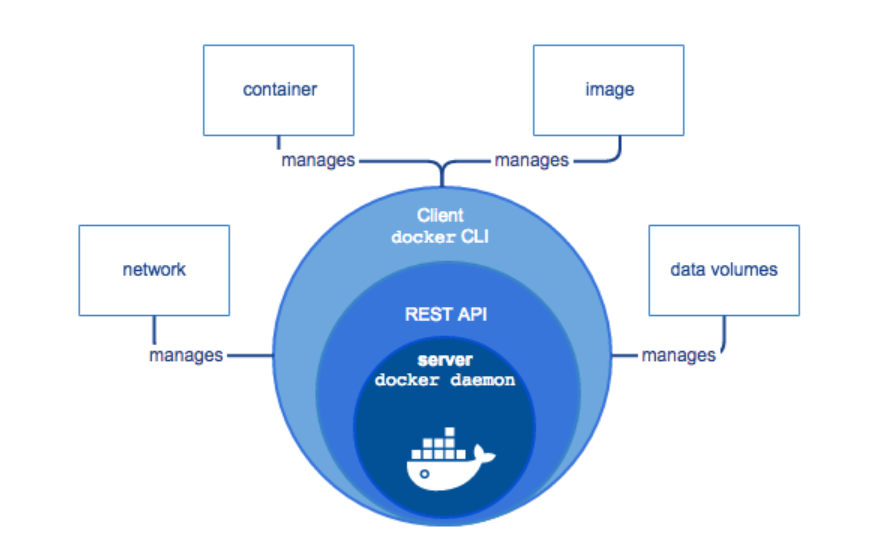 container
image
manages
manages
Client
docker CLI
network
data volumes
REST API
manages
server
manages
docker daemon